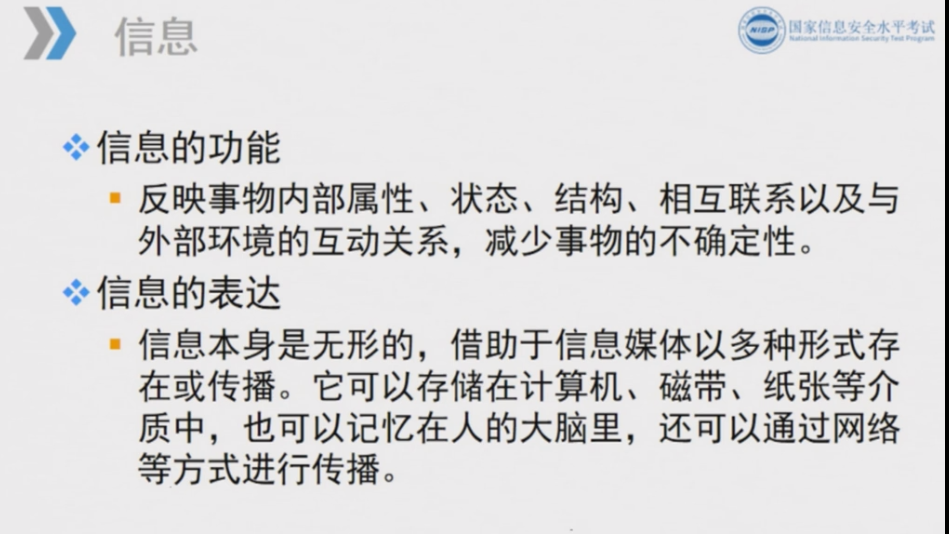 信息
NISP
国家信息安全水平考试
National Information Security Test Program
信息的功能
反映事物内部属性、状态、结构、相互联系以及与
外部环境的互动关系，减少事物的不确定性。
信息的表达
信息本身是无形的，借助于信息媒体以多种形式存
在或传播。它可以存储在计算机、磁带、纸张等介
质中，也可以记忆在人的大脑里，还可以通过网络
等方式进行传播。